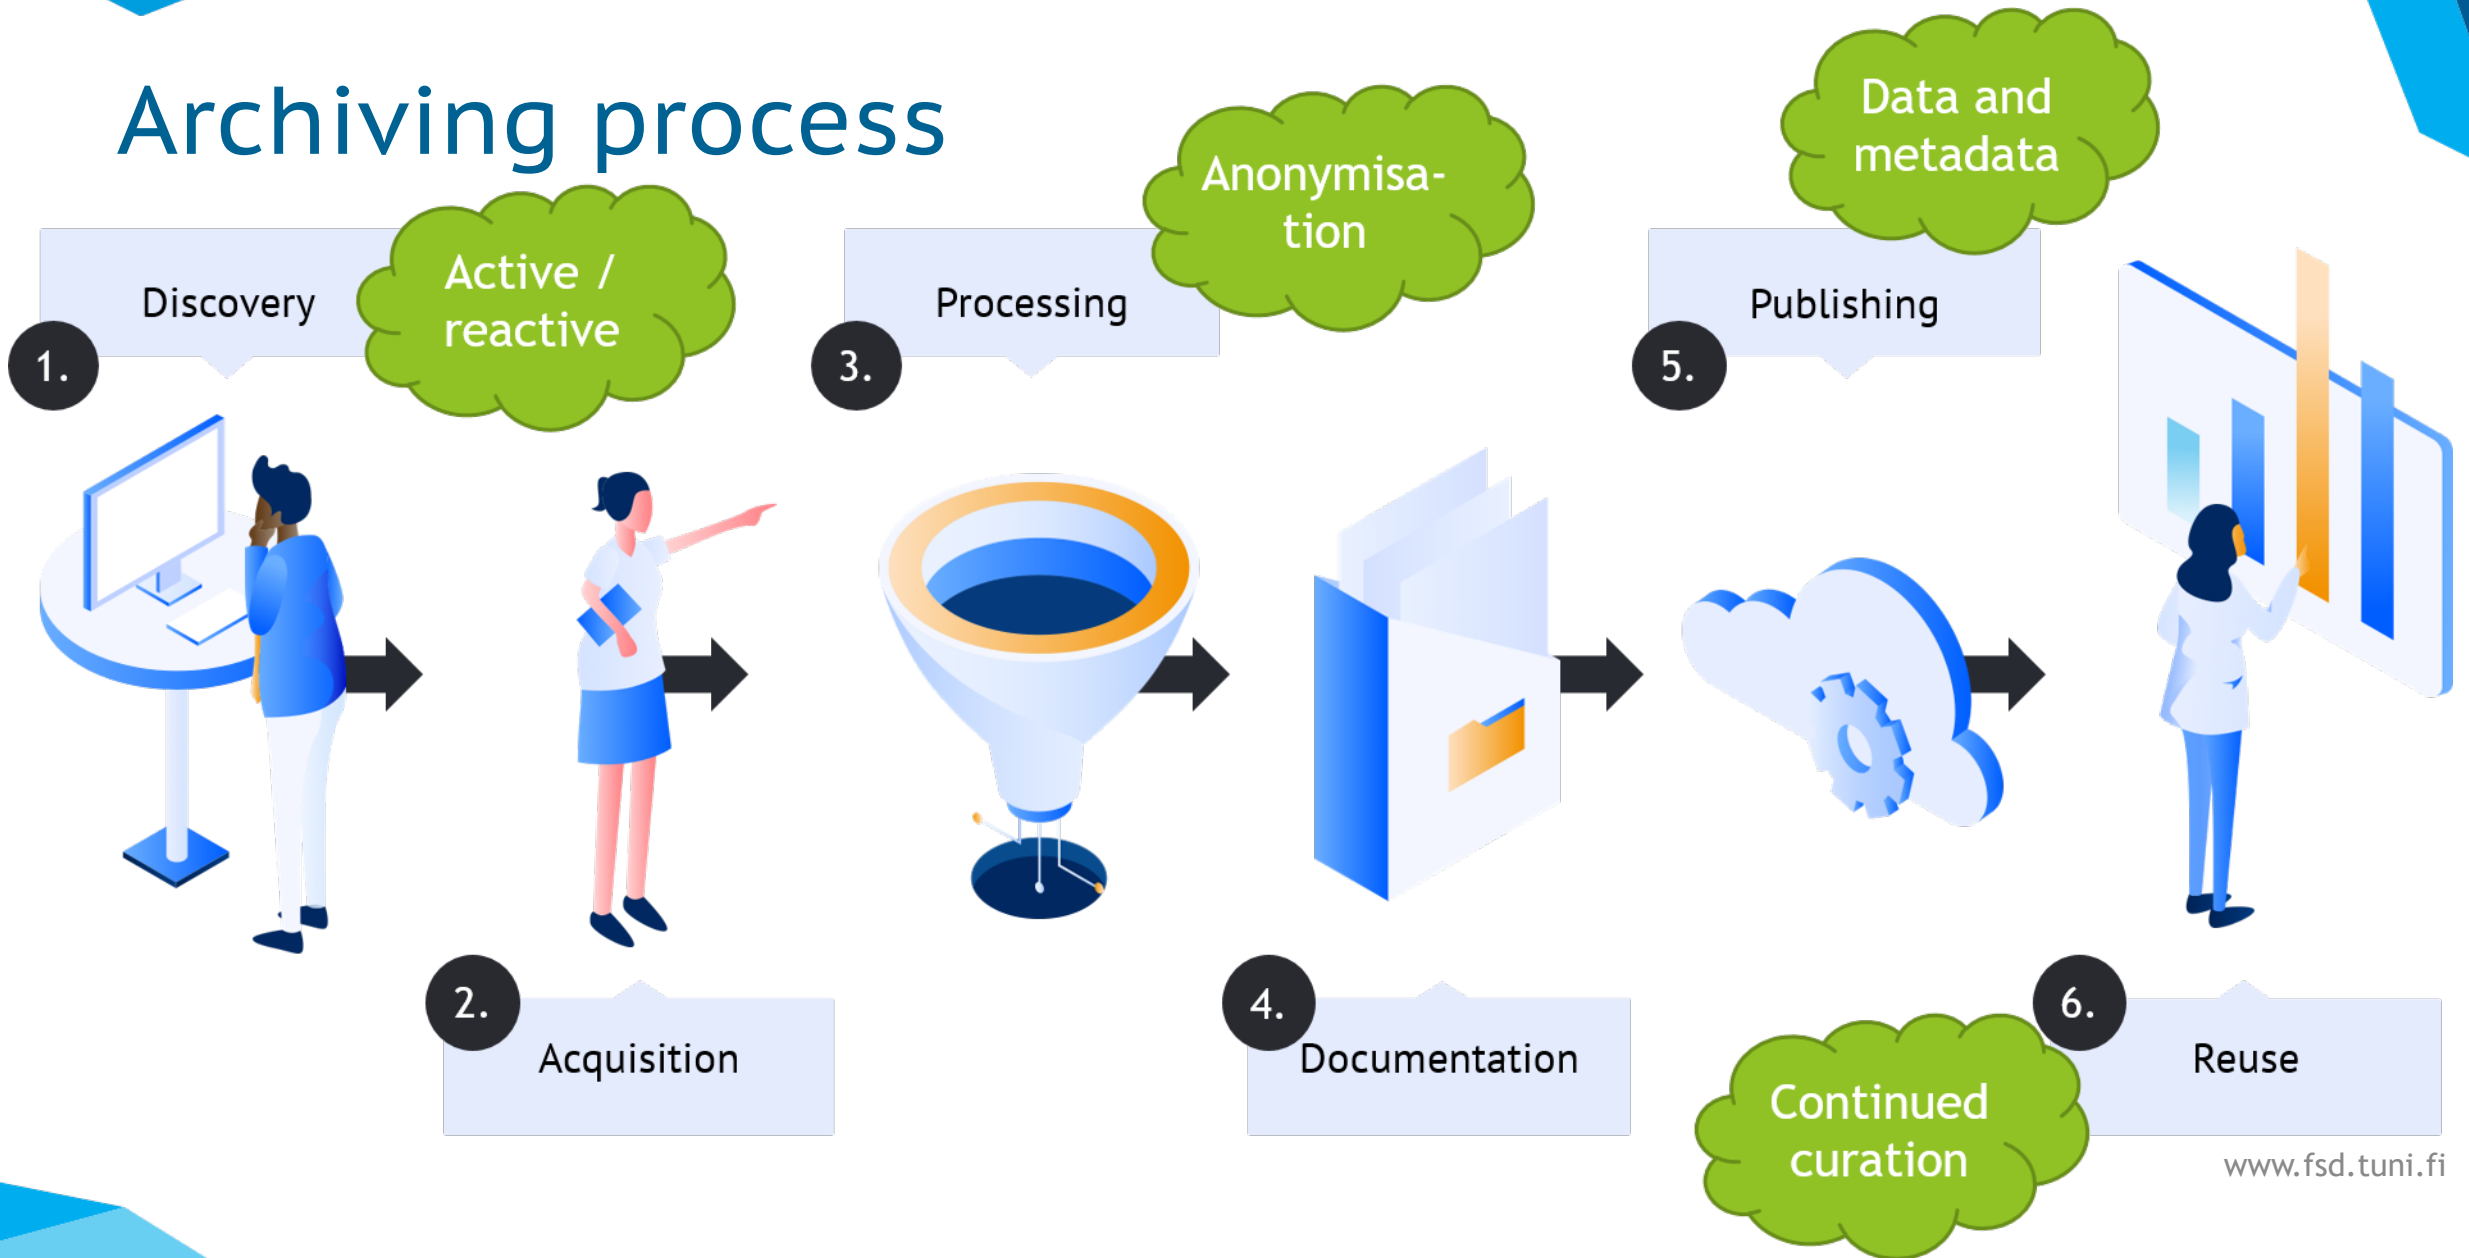 Archiving process
1.
Discovery
Active /
reactive
2.
Acquisition
3.
Processing
Anonymisa-
tion
4.
Documentation
5.
Publishing
Data and
metadata
6.
Reuse
Continued
curation
www.fsd.tuni.fi